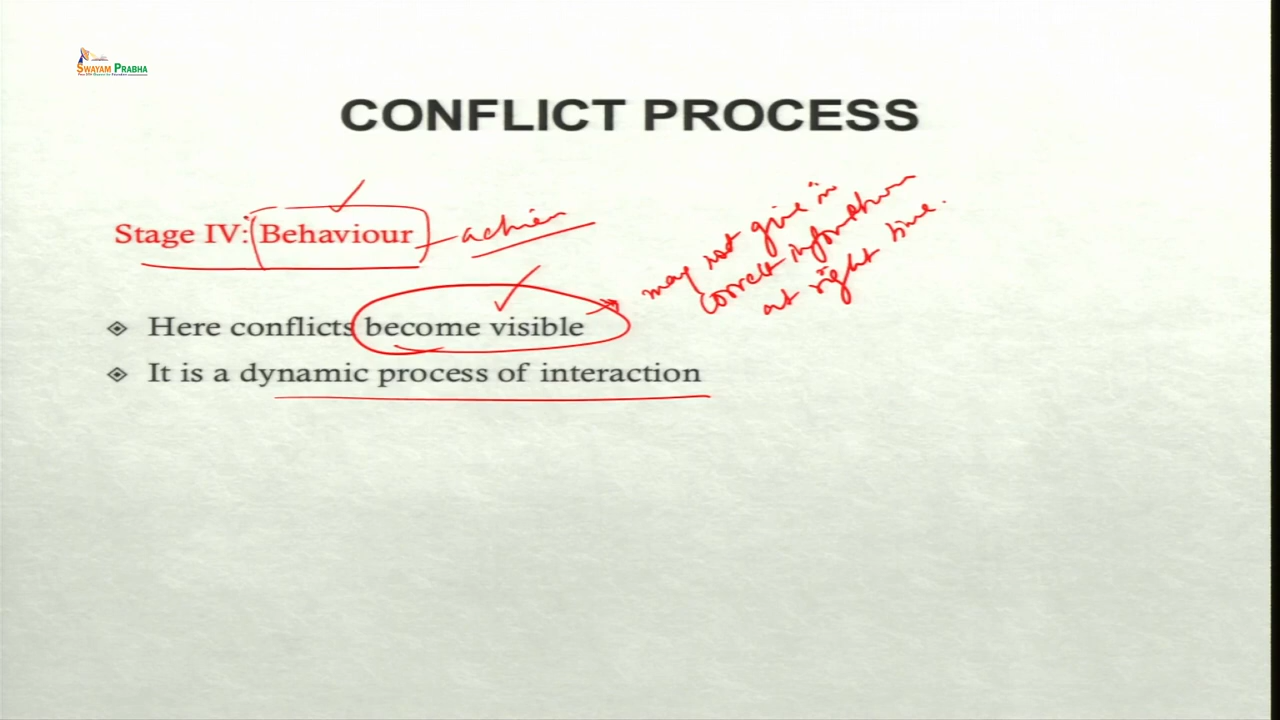 SWAYAM PRABHA
CONFLICT PROCESS
Stage IV: Behaviour
Here conflicts become visible
It is a dynamic process of interaction
may not give in
correct information
at right time.